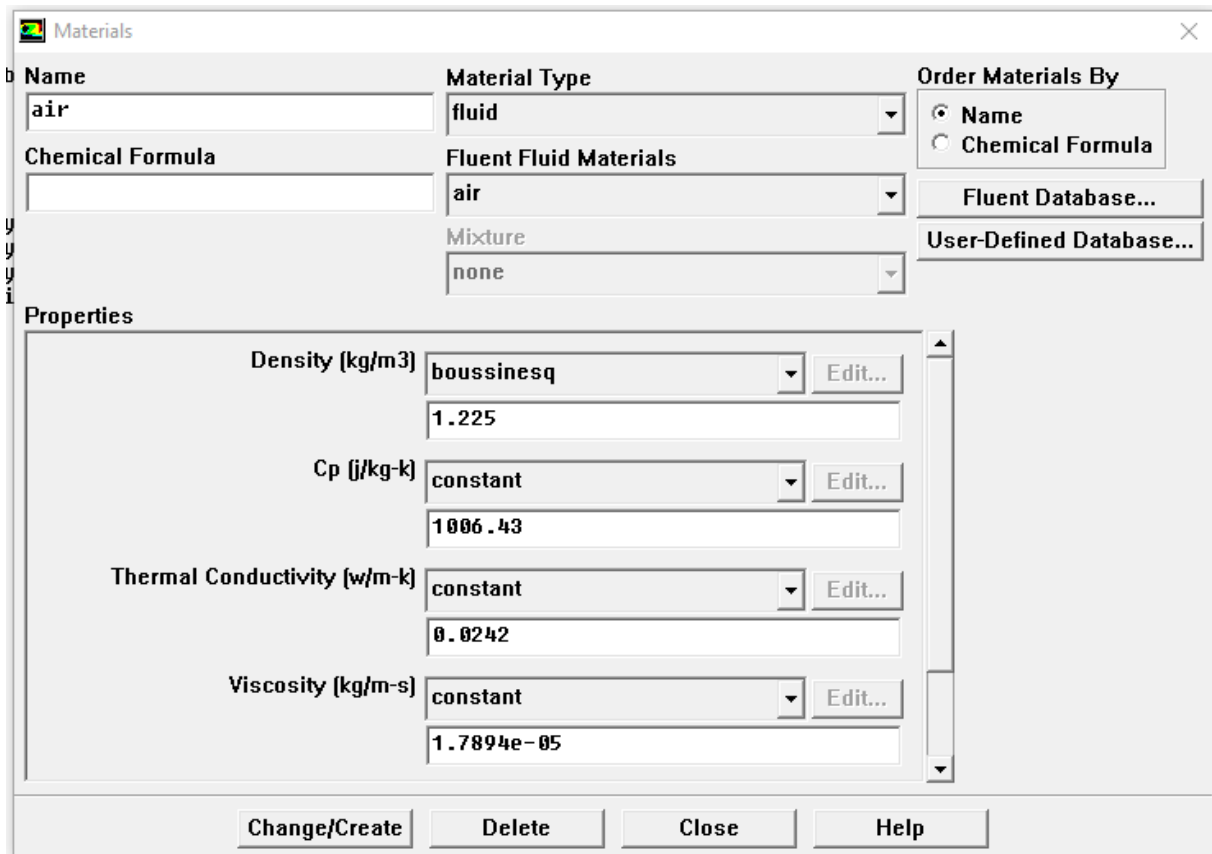 Materials
Name
air
Chemical Formula
Material Type
fluid
Fluent Fluid Materials
air
Mixture
none
Order Materials By
Name
Chemical Formula
Fluent Database...
User-Defined Database...
Properties
Density (kg/m3)
boussinesq
Edit...
1.225
Cp (j/kg-k)
constant
Edit...
1006.43
Thermal Conductivity (w/m-k)
constant
Edit...
0.0242
Viscosity (kg/m-s)
constant
Edit...
1.7894e-05
Change/Create
Delete
Close
Help